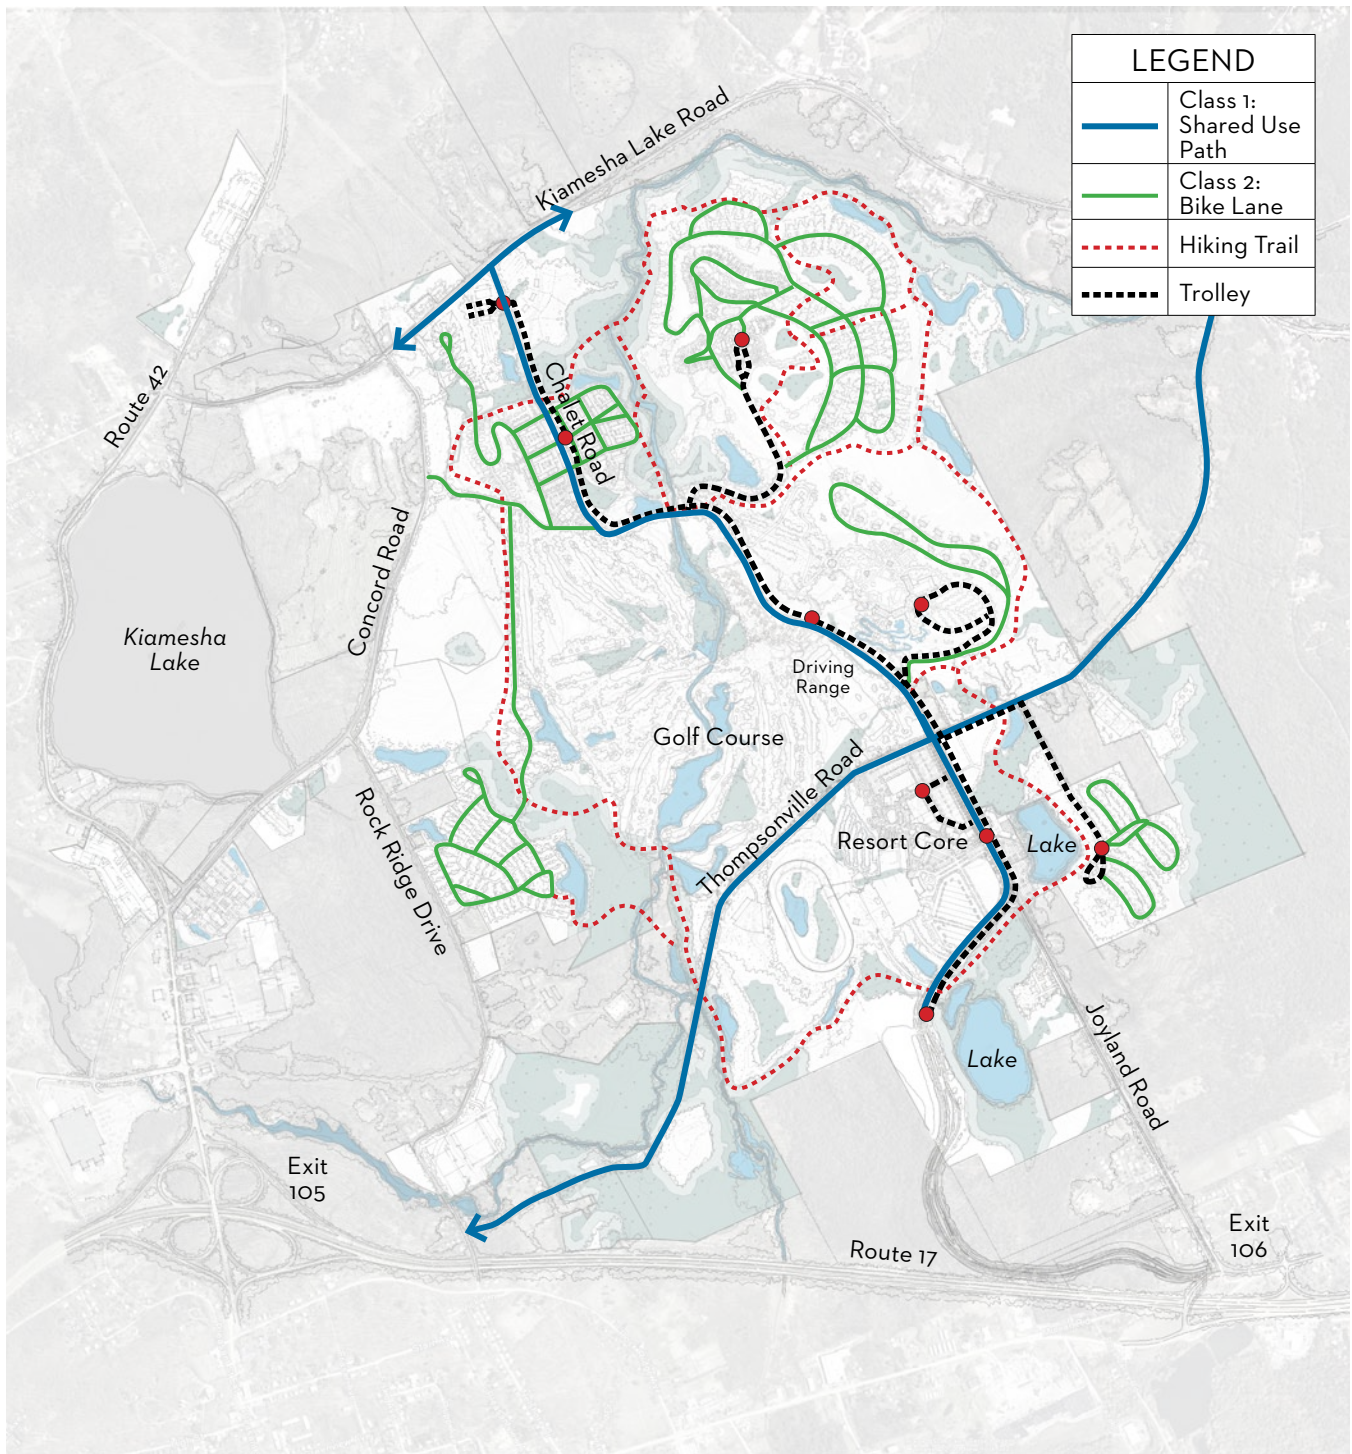 LEGEND
Class 1:
Shared Use
Path
Class 2:
Bike Lane
Hiking Trail
Trolley
Kiamesha Lake Road
Route 42
Chalet Road
Concord Road
Kiamesha
Lake
Driving
Range
Golf Course
Thompsonville Road
Rock Ridge Drive
Resort Core
Lake
Lake
Joyland Road
Exit
105
Route 17
Exit
106